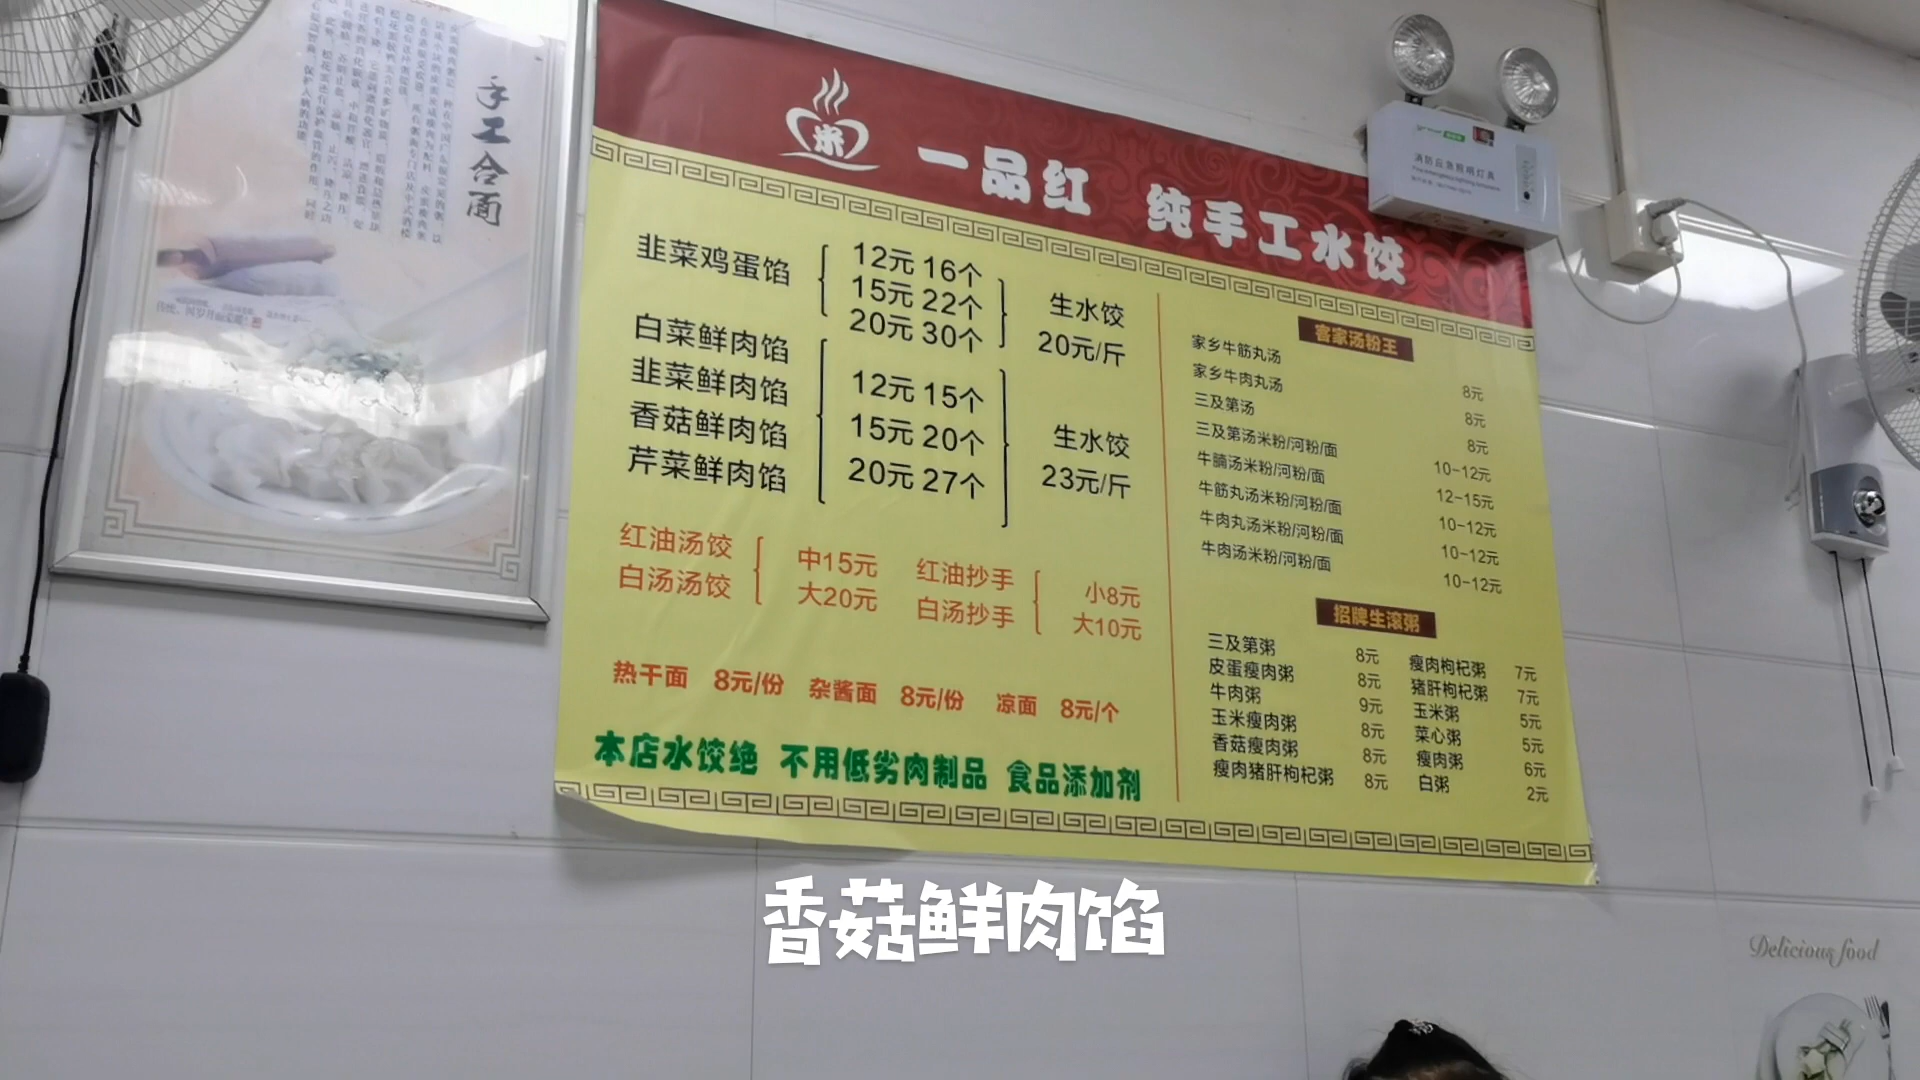 手工合面
一品红 纯手工水饺
消防应急照明灯具
韭菜鸡蛋馅
12元 16个
15元 22个
20元 30个
生水饺
20元/斤
白菜鲜肉馅
韭菜鲜肉馅
香菇鲜肉馅
芹菜鲜肉馅
12元 15个
15元 20个
20元 27个
生水饺
23元/斤
红油汤饺
白汤汤饺
中15元
大20元
红油抄手
白汤抄手
小8元
大10元
热干面 8元/份 杂酱面 8元/份 凉面 8元/个
本店水饺绝 不用低劣肉制品 食品添加剂
客家汤粉王
家乡牛筋丸汤 8元
家乡牛肉丸汤 8元
三及第汤 8元
三及第汤米粉/河粉/面 10-12元
牛腩汤米粉/河粉/面 12-15元
牛筋丸汤米粉/河粉/面 10-12元
牛肉丸汤米粉/河粉/面 10-12元
牛肉汤米粉/河粉/面 10-12元
招牌生滚粥
三及第粥 8元 瘦肉枸杞粥 7元
皮蛋瘦肉粥 8元 猪肝枸杞粥 7元
牛肉粥 9元 玉米粥 5元
玉米瘦肉粥 8元 菜心粥 5元
香菇瘦肉粥 8元 瘦肉粥 6元
瘦肉猪肝枸杞粥 8元 白粥 2元
香菇鲜肉馅
Delicious food